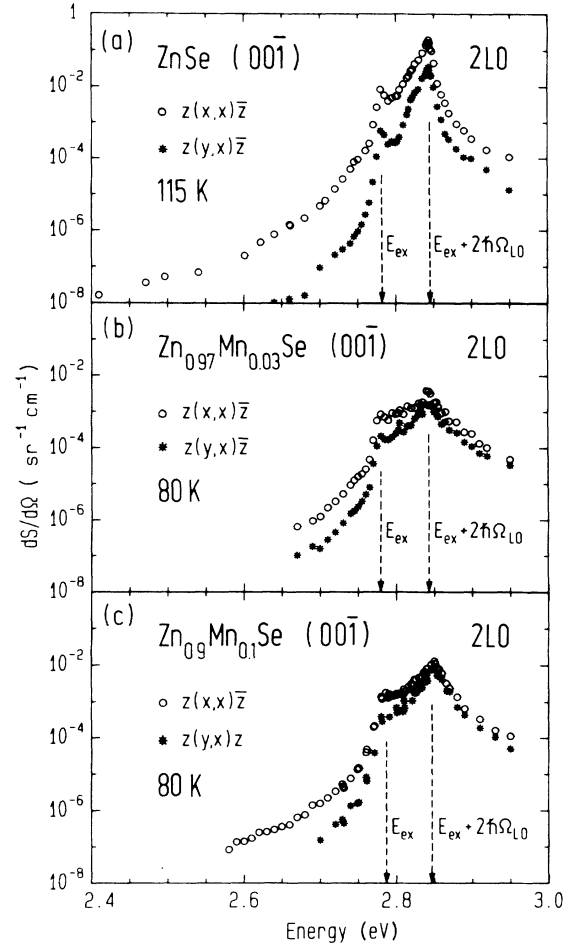 dS/dΩ ( sr⁻¹ cm⁻¹ )
1
10⁻²
10⁻⁴
10⁻⁶
10⁻⁸
(a)
ZnSe (001̅)
2LO
z(x,x)z̅
z(y,x)z̅
115 K
E_ex
E_ex + 2ħΩ_LO
10⁻²
10⁻⁴
10⁻⁶
10⁻⁸
(b)
Zn₀.₉₇Mn₀.₀₃Se (001̅)
2LO
z(x,x)z̅
z(y,x)z̅
80 K
E_ex
E_ex + 2ħΩ_LO
10⁻²
10⁻⁴
10⁻⁶
10⁻⁸
(c)
Zn₀.₉Mn₀.₁Se (001̅)
2LO
z(x,x)z̅
z(y,x)z
80 K
E_ex
E_ex + 2ħΩ_LO
2.4 2.6 2.8 3.0
Energy (eV)